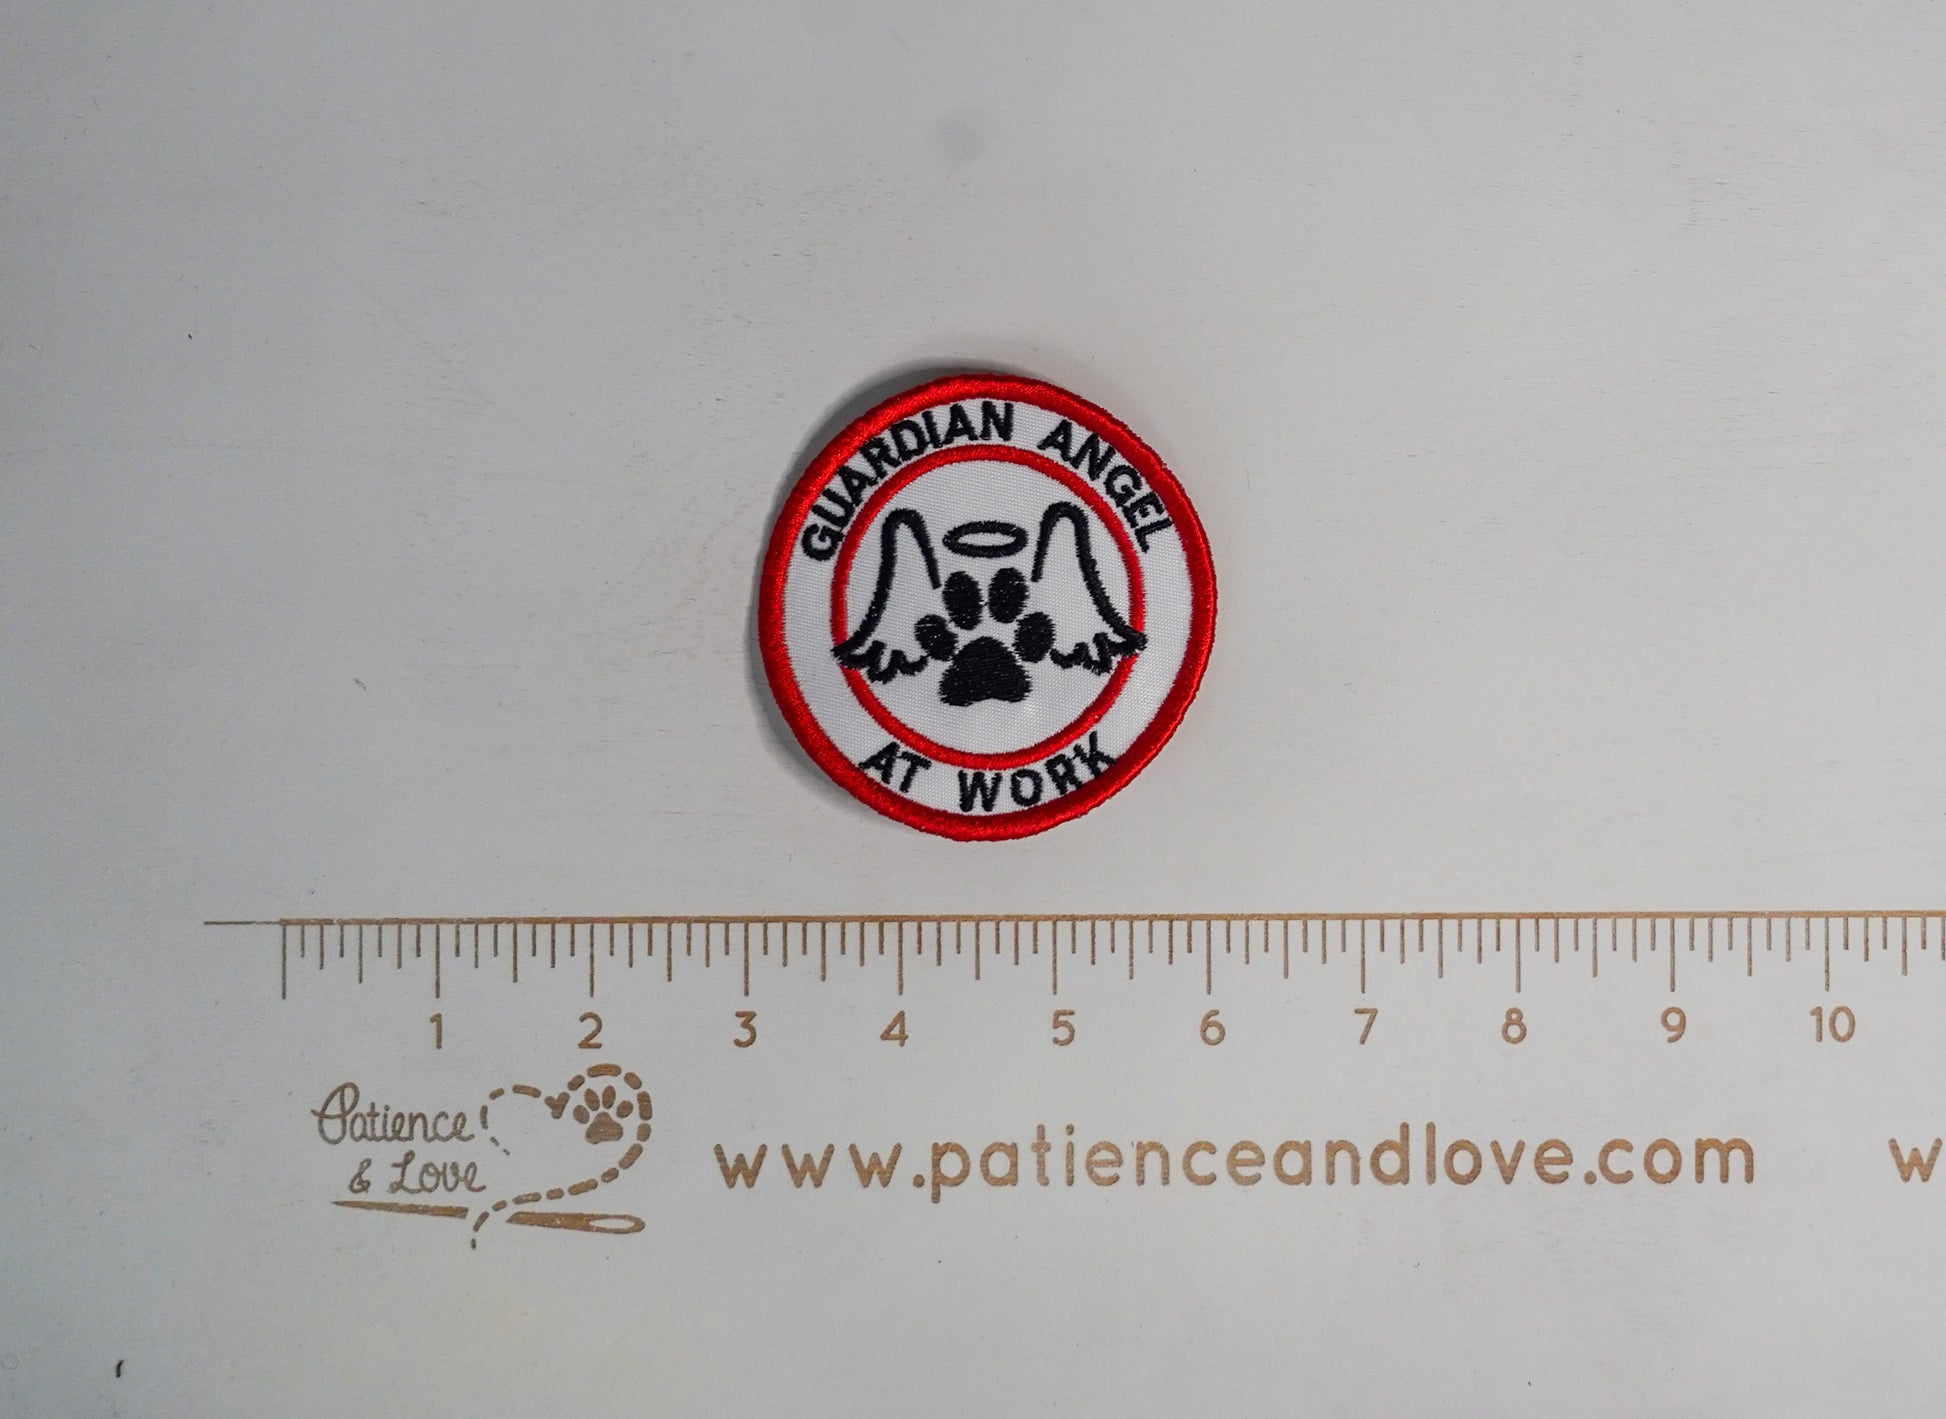 GUARDIAN ANGEL
AT WORK
1 2 3 4 5 6 7 8 9 10
Patience
& Love
www.patienceandlove.com
w